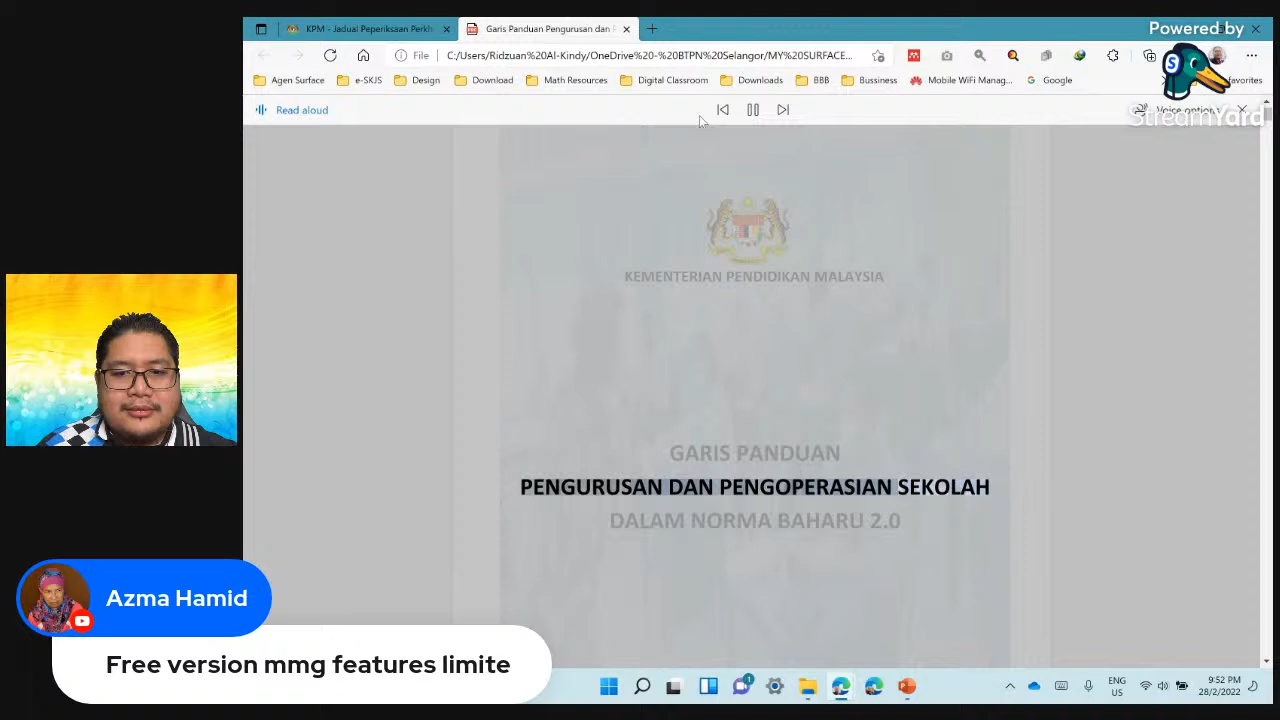 KPM - Jadual Peperiksaan Perkh
Garis Panduan Pengurusan dan P
Powered by
File
C:/Users/Ridzuan%20Al-Kindy/OneDrive%20-%20BTPN%20Selangor/MY%20SURFACE...
Agen Surface
e-SKJS
Design
Download
Math Resources
Digital Classroom
Downloads
BBB
Bussiness
Mobile WiFi Manag...
Google
favorites
Read aloud
Voice option
StreamYard
KEMENTERIAN PENDIDIKAN MALAYSIA
GARIS PANDUAN
PENGURUSAN DAN PENGOPERASIAN SEKOLAH
DALAM NORMA BAHARU 2.0
Azma Hamid
Free version mmg features limite
ENG
US
9:52 PM
28/2/2022